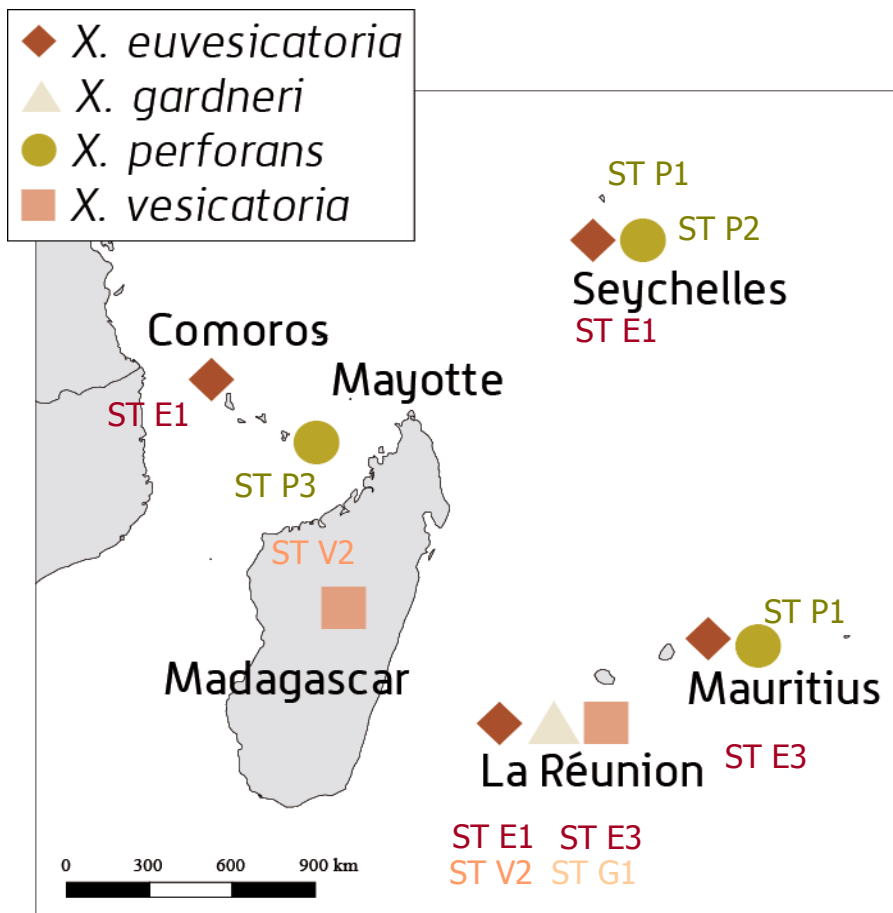 X. euvesicatoria
X. gardneri
X. perforans
X. vesicatoria
ST P1
ST P2
Seychelles
ST E1
Comoros
Mayotte
ST E1
ST P3
ST V2
Madagascar
ST P1
Mauritius
ST E3
La Réunion
ST E1 ST E3
ST V2 ST G1
0 300 600 900 km